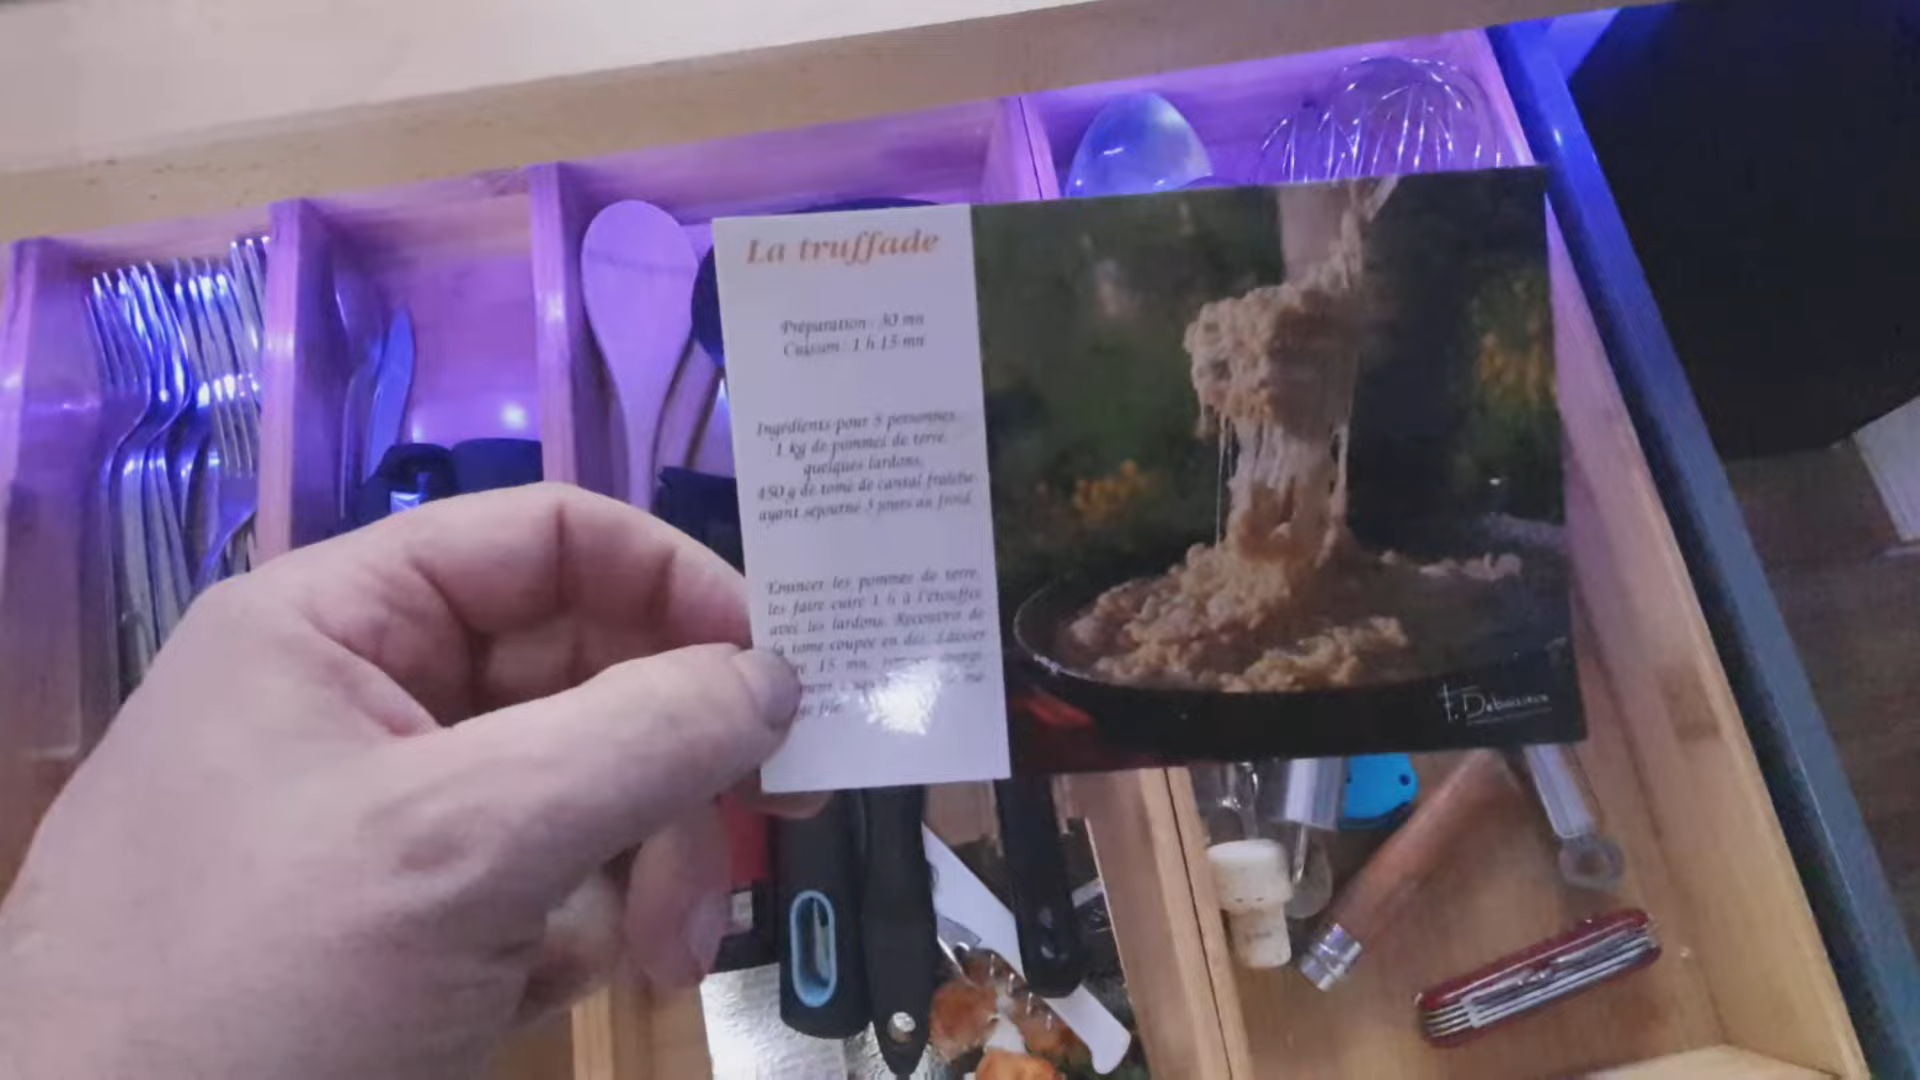 La truffade
Préparation : 30 mn
Cuisson : 1 h 15 mn
Ingrédients pour 5 personnes.
1 kg de pommes de terre,
quelques lardons,
450 g de tome de cantal fraîche
ayant séjourné 3 jours au froid.
Emincer les pommes de terre,
les faire cuire 1 h à l'étouffée
avec les lardons. Recouvrir de
la tome coupée en dés. Laisser
15 mn,
file.
F. Debaisieux